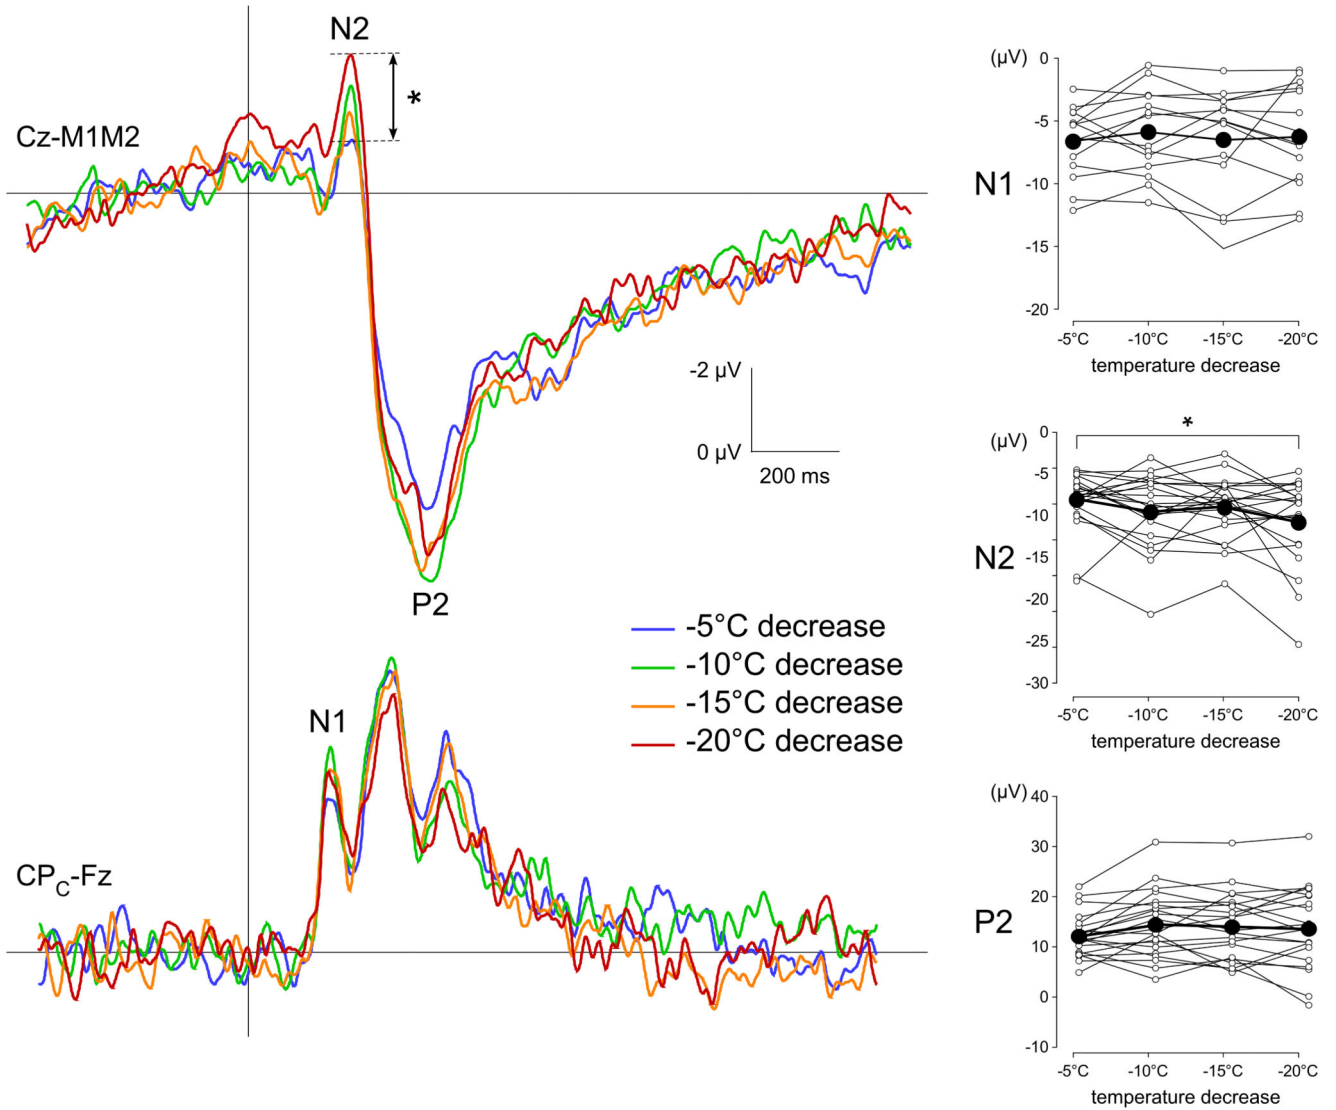 N2
*
Cz-M1M2
-2 µV
0 µV
200 ms
P2
-5°C decrease
-10°C decrease
-15°C decrease
-20°C decrease
N1
CPC-Fz
(µV)
0
-5
N1
-10
-15
-20
-5°C -10°C -15°C -20°C
temperature decrease
*
(µV)
0
-5
-10
N2
-15
-20
-25
-30
-5°C -10°C -15°C -20°C
temperature decrease
(µV)
40
30
20
P2
10
0
-10
-5°C -10°C -15°C -20°C
temperature decrease